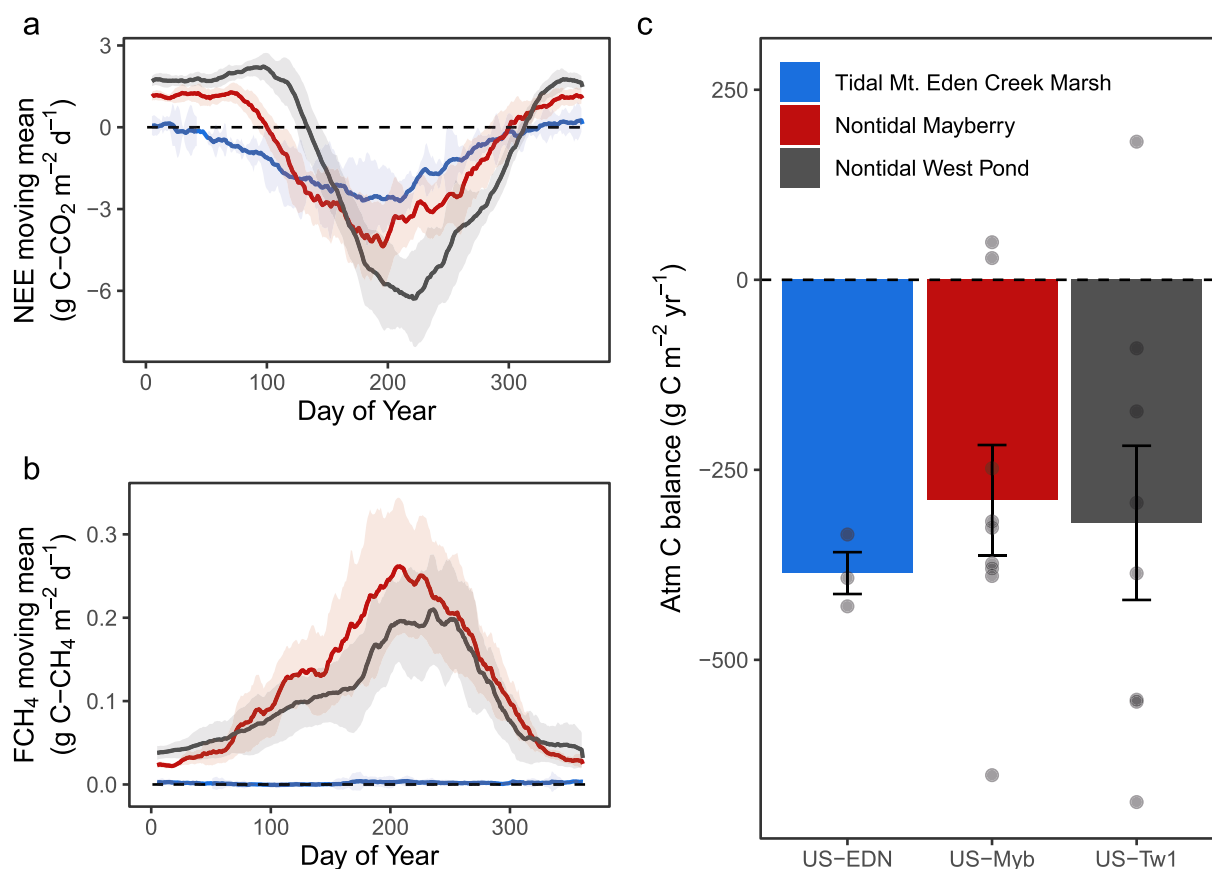 a
3
0
−3
−6
NEE moving mean
(g C−CO₂ m⁻² d⁻¹)
0
100
200
300
Day of Year
b
0.3
0.2
0.1
0.0
FCH₄ moving mean
(g C−CH₄ m⁻² d⁻¹)
0
100
200
300
Day of Year
c
250
0
−250
−500
Atm C balance (g C m⁻² yr⁻¹)
Tidal Mt. Eden Creek Marsh
Nontidal Mayberry
Nontidal West Pond
US−EDN
US−Myb
US−Tw1